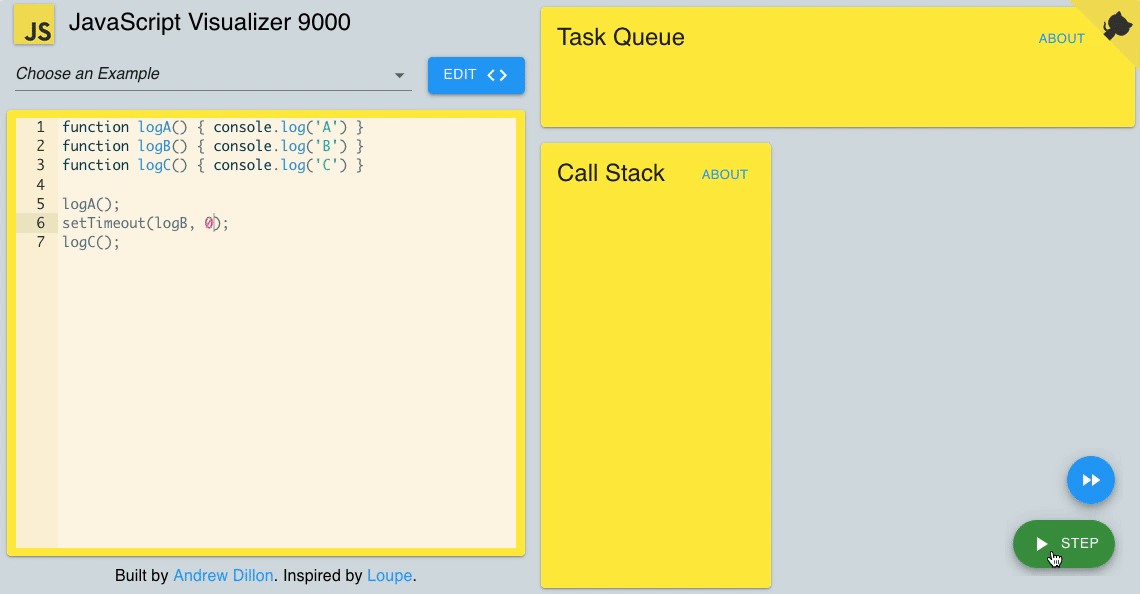 JS JavaScript Visualizer 9000
Choose an Example
EDIT <>
1 function logA() { console.log('A') }
2 function logB() { console.log('B') }
3 function logC() { console.log('C') }
4
5 logA();
6 setTimeout(logB, 0);
7 logC();
Built by Andrew Dillon. Inspired by Loupe.
Task Queue
ABOUT
Call Stack
ABOUT
STEP